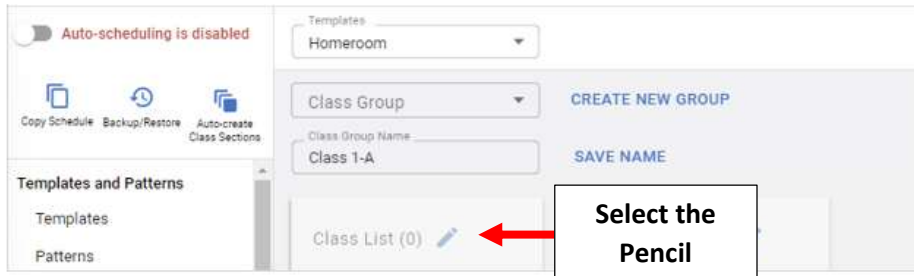 Auto-scheduling is disabled
Copy Schedule
Backup/Restore
Auto-create
Class Sections
Templates and Patterns
Templates
Patterns
Templates
Homeroom
Class Group
CREATE NEW GROUP
Class Group Name
Class 1-A
SAVE NAME
Class List (0)
Select the
Pencil